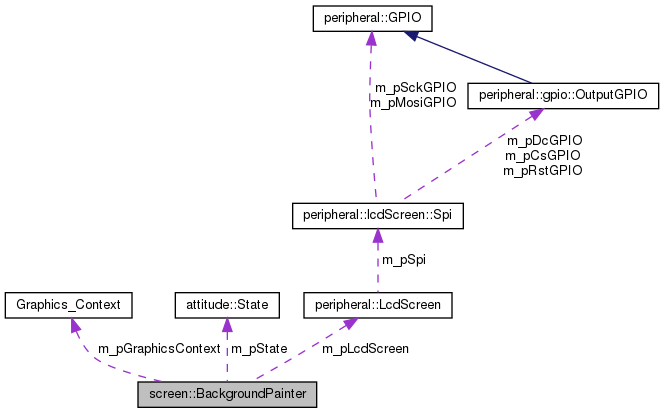 peripheral::GPIO
peripheral::gpio::OutputGPIO
m_pSckGPIO
m_pMosiGPIO
m_pDcGPIO
m_pCsGPIO
m_pRstGPIO
peripheral::lcdScreen::Spi
m_pSpi
Graphics_Context
attitude::State
peripheral::LcdScreen
m_pGraphicsContext
m_pState
m_pLcdScreen
screen::BackgroundPainter